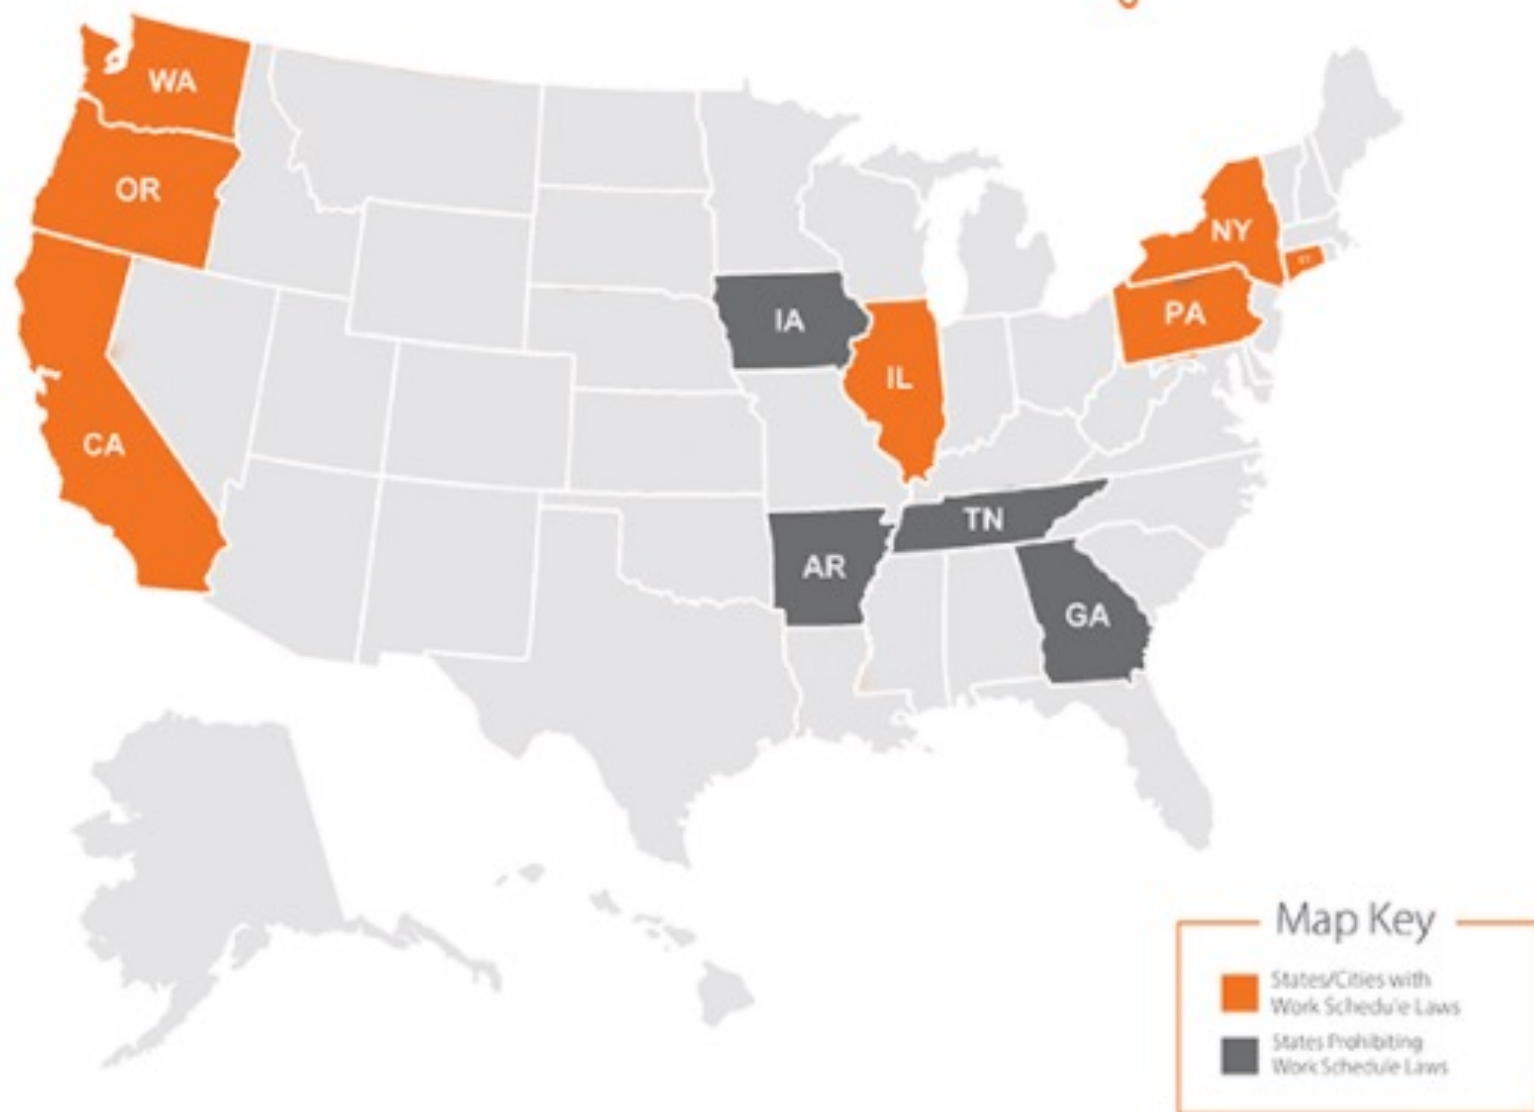 WA
OR
NY
PA
IA
IL
CA
TN
AR
GA
Map Key
States/Cities with
Work Schedule Laws
States Prohibiting
Work Schedule Laws